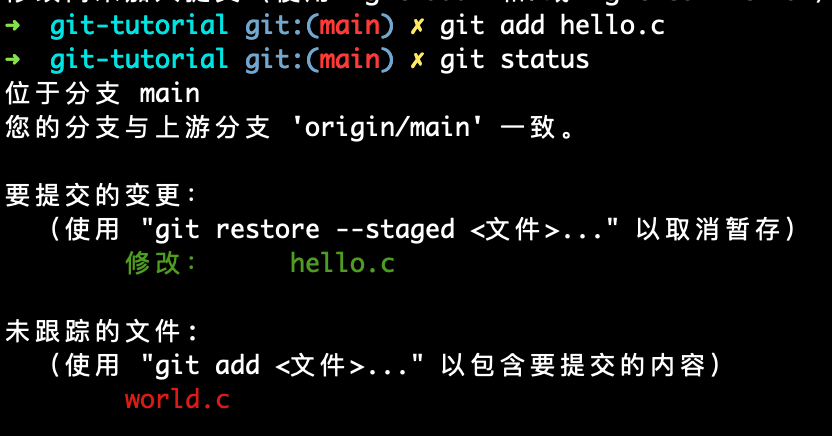 ➜ git-tutorial git:(main) ✗ git add hello.c
➜ git-tutorial git:(main) ✗ git status
位于分支 main
您的分支与上游分支 'origin/main' 一致。
要提交的变更：
（使用 "git restore --staged <文件>..." 以取消暂存）
修改： hello.c
未跟踪的文件:
（使用 "git add <文件>..." 以包含要提交的内容）
world.c